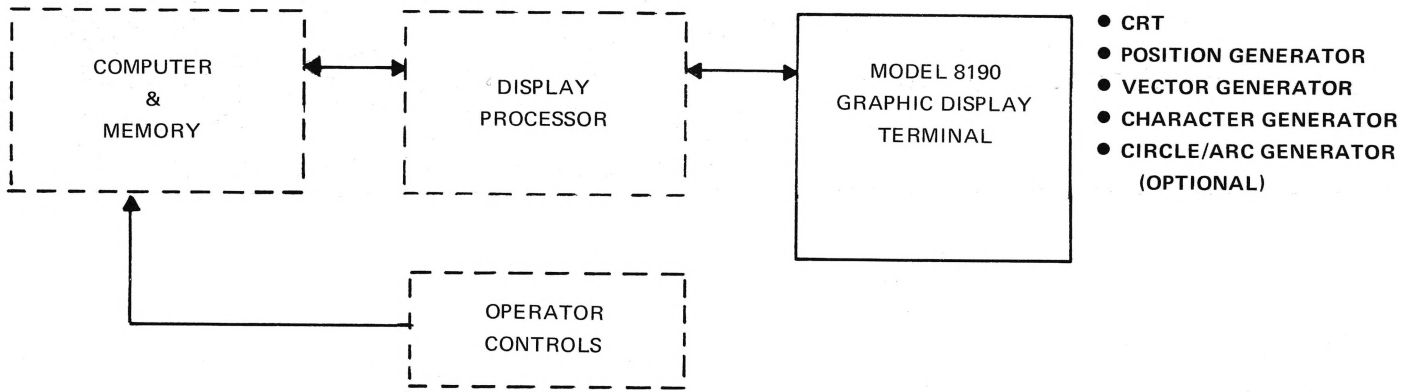 COMPUTER
&
MEMORY
DISPLAY
PROCESSOR
MODEL 8190
GRAPHIC DISPLAY
TERMINAL
● CRT
● POSITION GENERATOR
● VECTOR GENERATOR
● CHARACTER GENERATOR
● CIRCLE/ARC GENERATOR
(OPTIONAL)
OPERATOR
CONTROLS